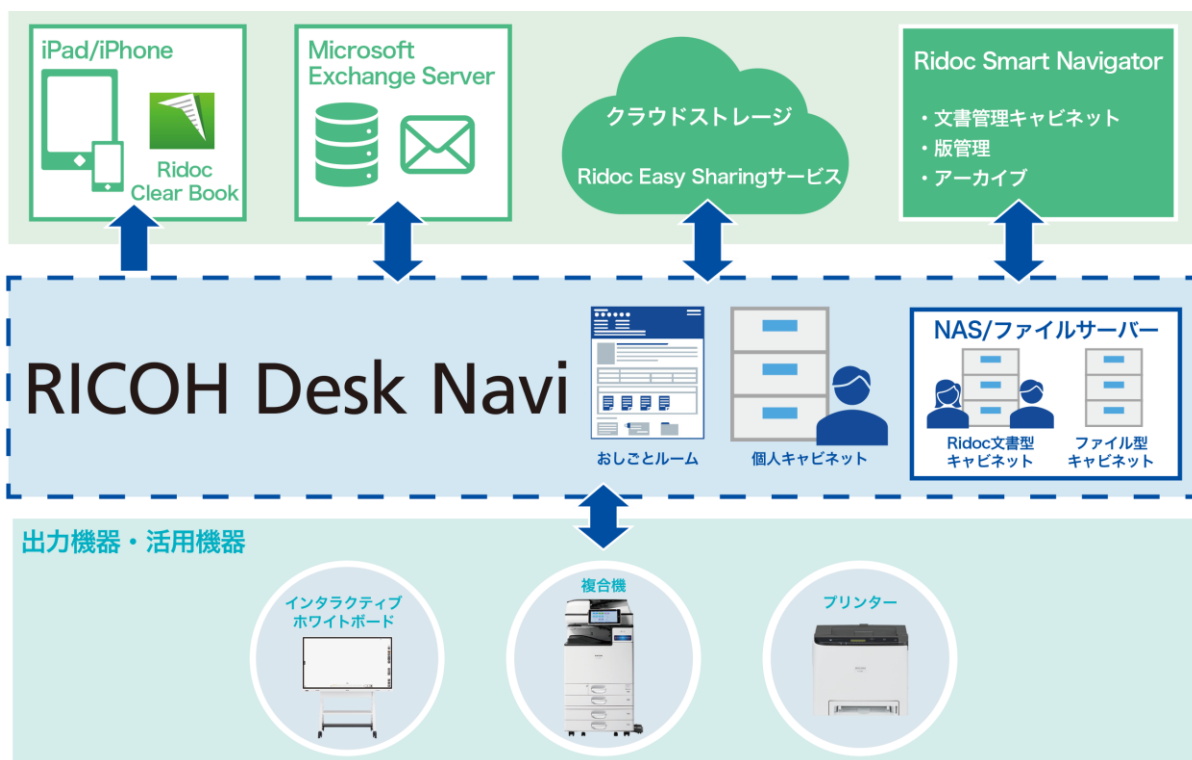 iPad/iPhone
Ridoc
Clear Book
Microsoft
Exchange Server
クラウドストレージ
Ridoc Easy Sharingサービス
Ridoc Smart Navigator
・文書管理キャビネット
・版管理
・アーカイブ
RICOH Desk Navi
おしごとルーム
個人キャビネット
NAS/ファイルサーバー
Ridoc文書型
キャビネット
ファイル型
キャビネット
出力機器・活用機器
インタラクティブ
ホワイトボード
複合機
プリンター